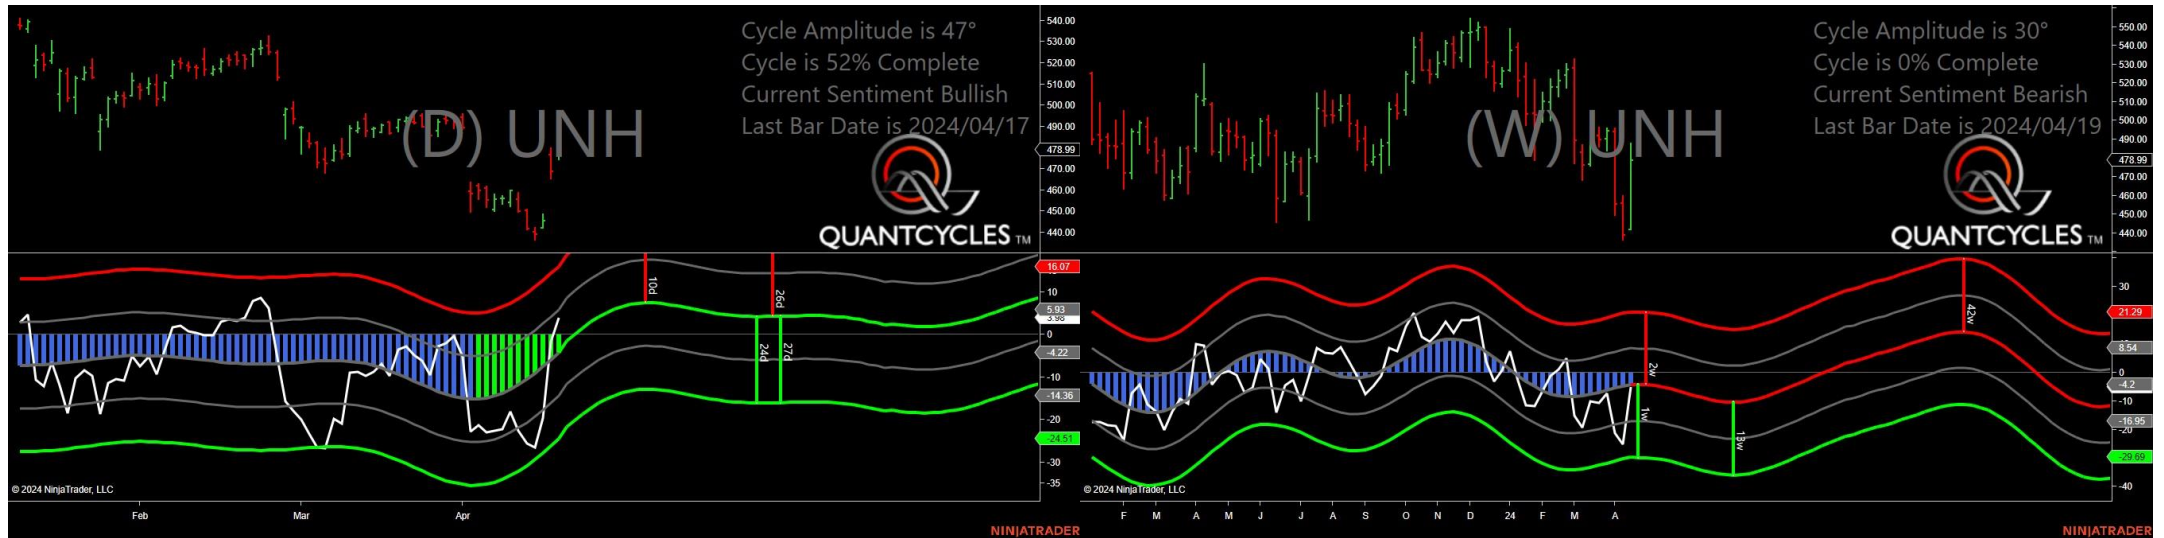 Cycle Amplitude is 47°
Cycle is 52% Complete
Current Sentiment Bullish
Last Bar Date is 2024/04/17
(D) UNH
QUANTCYCLES TM
540.00
530.00
520.00
510.00
500.00
490.00
478.99
470.00
460.00
450.00
440.00
16.07
10
5.93
3.98
0
-4.22
-10
-14.36
-20
-24.51
-30
-35
10d
26d
24d
27d
© 2024 NinjaTrader, LLC
Feb Mar Apr
NINJATRADER
Cycle Amplitude is 30°
Cycle is 0% Complete
Current Sentiment Bearish
Last Bar Date is 2024/04/19
(W) UNH
QUANTCYCLES TM
550.00
540.00
530.00
520.00
510.00
500.00
490.00
478.99
470.00
460.00
450.00
440.00
30
21.29
8.54
0
-4.2
-10
-16.95
-20
-29.69
-40
2w
1w
13w
42w
© 2024 NinjaTrader, LLC
F M A M J J A S O N D 24 F M A
NINJATRADER